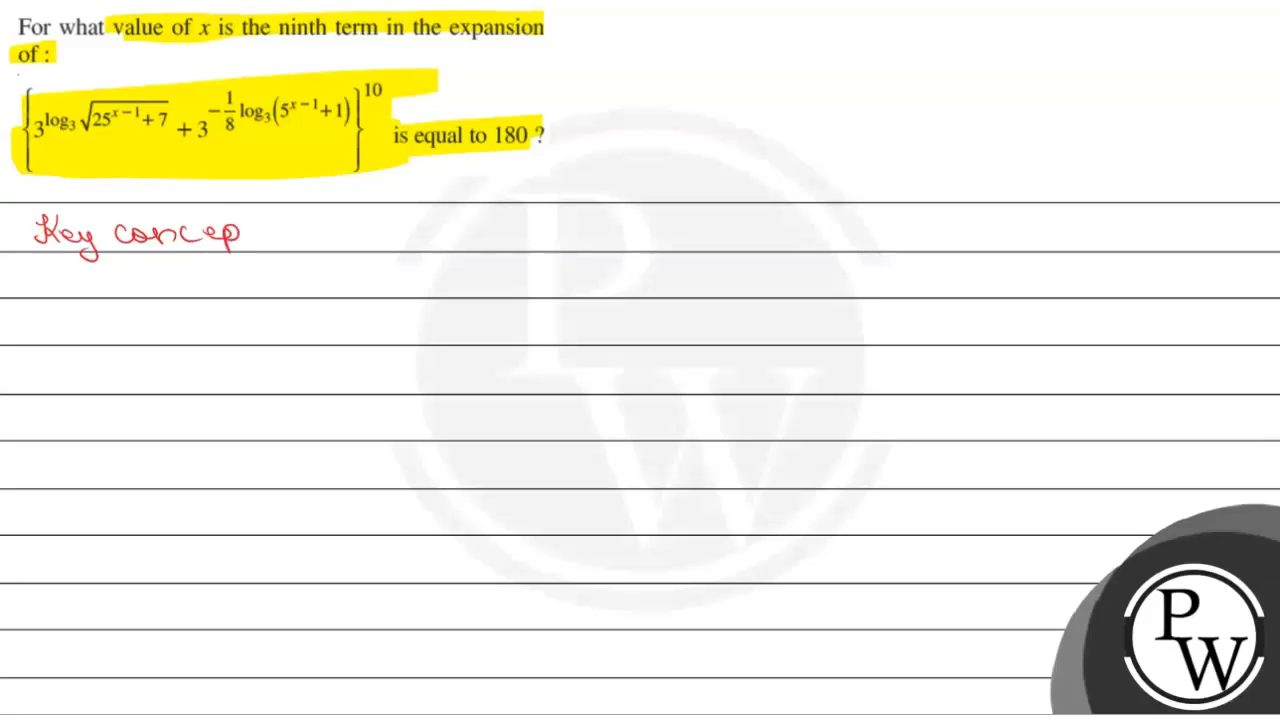 For what value of x is the ninth term in the expansion
of :
{3^{log₃ √(25^{x−1}+7)} + 3^{−1/8 log₃(5^{x−1}+1)}}^{10} is equal to 180 ?
Key concep
P
W
P
W